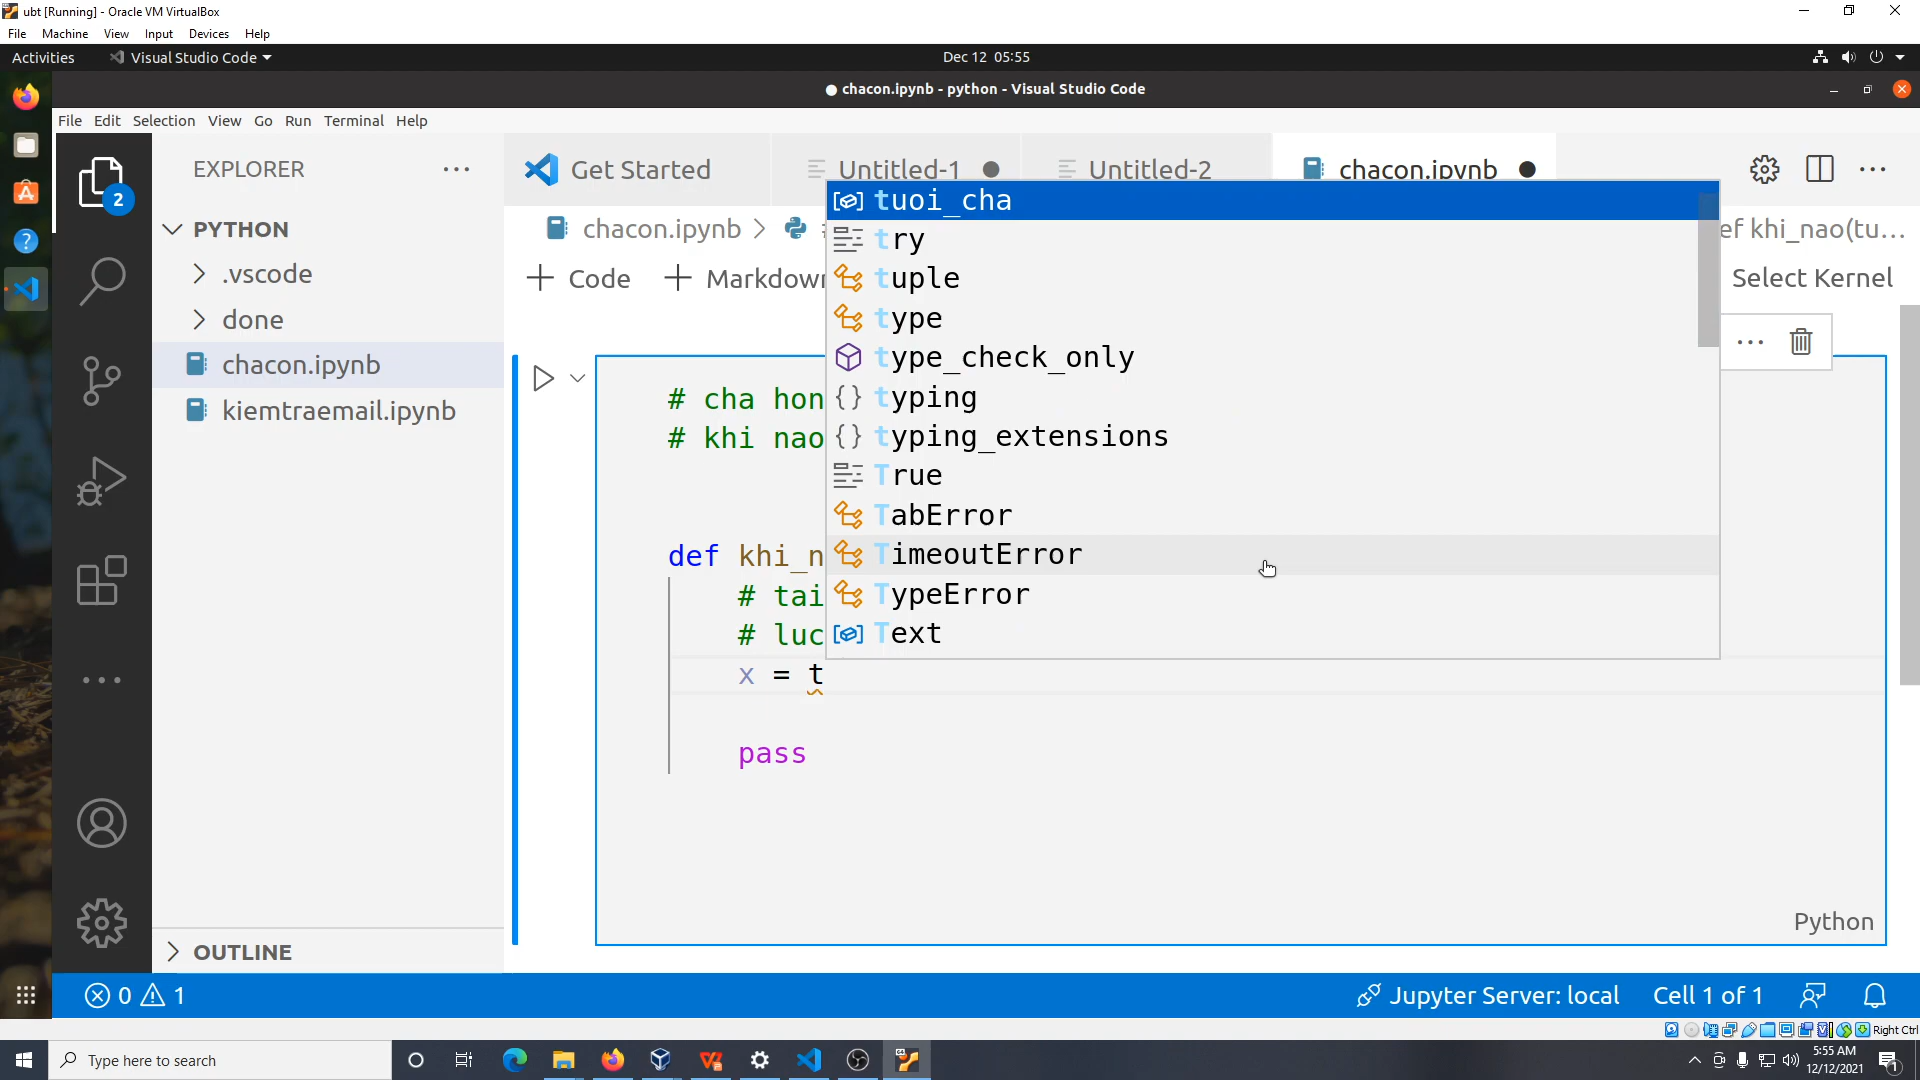 ubt [Running] - Oracle VM VirtualBox
File Machine View Input Devices Help
Activities Visual Studio Code Dec 12 05:55
● chacon.ipynb - python - Visual Studio Code
File Edit Selection View Go Run Terminal Help
EXPLORER ...
2
PYTHON
.vscode
done
chacon.ipynb
kiemtraemail.ipynb
OUTLINE
Get Started Untitled-1 Untitled-2 chacon.ipynb
chacon.ipynb > ef khi_nao(tu...
+ Code + Markdown Select Kernel
tuoi_cha
try
tuple
type
type_check_only
typing
typing_extensions
True
TabError
TimeoutError
TypeError
Text
# cha hon
# khi nao
def khi_n
# tai
# luc
x = t
pass
Python
0 1 Jupyter Server: local Cell 1 of 1
Right Ctrl
Type here to search
5:55 AM
12/12/2021
1